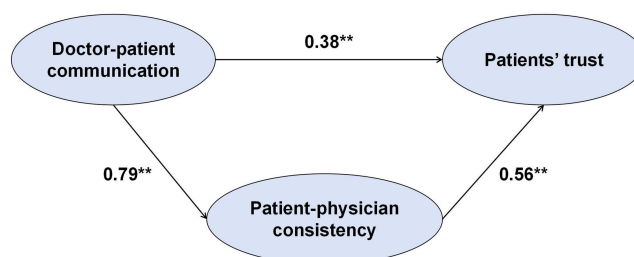 Doctor-patient
communication
0.38**
Patients’ trust
0.79**
0.56**
Patient-physician
consistency